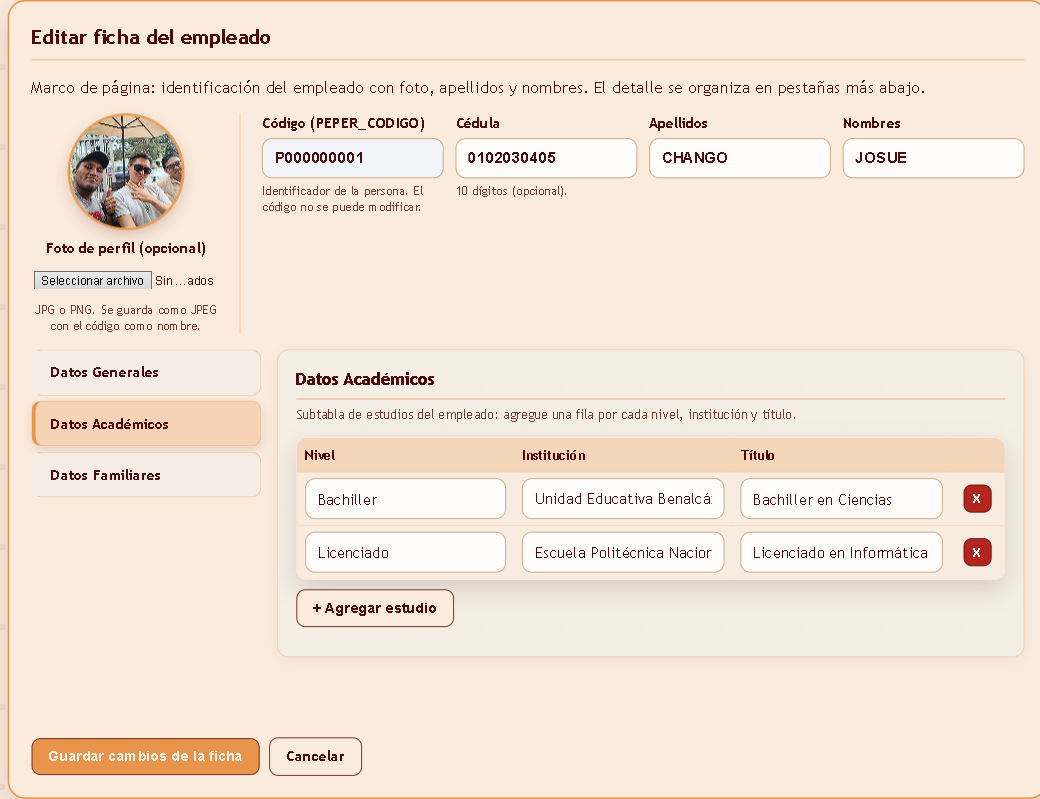 Editar ficha del empleado
Marco de página: identificación del empleado con foto, apellidos y nombres. El detalle se organiza en pestañas más abajo.
Foto de perfil (opcional)
Seleccionar archivo Sin...ados
JPG o PNG. Se guarda como JPEG
con el código como nombre.
Código (PEPER_CODIGO)
P000000001
Identificador de la persona. El
código no se puede modificar.
Cédula
0102030405
10 dígitos (opcional).
Apellidos
CHANGO
Nombres
JOSUE
Datos Generales
Datos Académicos
Datos Familiares
Datos Académicos
Subtabla de estudios del empleado: agregue una fila por cada nivel, institución y título.
Nivel Institución Título
Bachiller Unidad Educativa Benalcá Bachiller en Ciencias X
Licenciado Escuela Politécnica Nacior Licenciado en Informática X
+ Agregar estudio
Guardar cambios de la ficha Cancelar